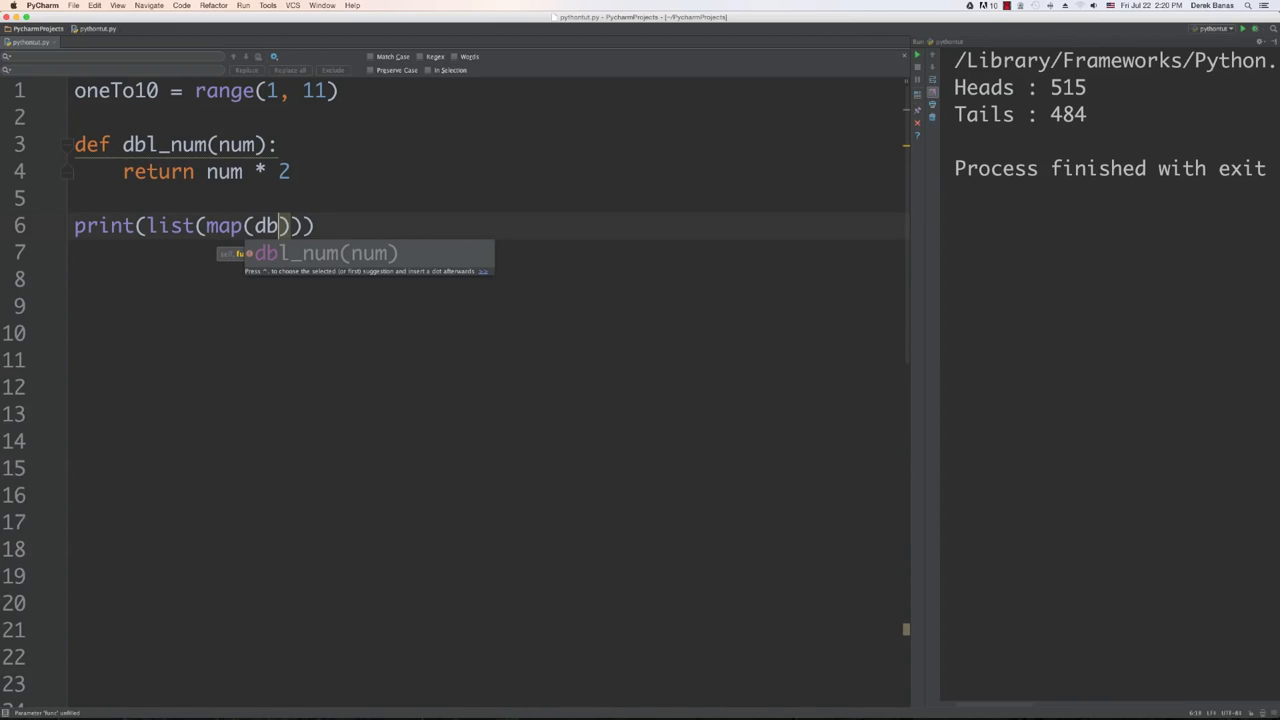 PyCharm File Edit View Navigate Code Refactor Run Tools VCS Window Help 10 Fri Jul 22 2:20 PM Derek Banas
pythontut.py - PycharmProjects - [~/PycharmProjects]
PycharmProjects pythontut.py pythontut
pythontut.py Run: pythontut
Match Case Regex Words
Replace Replace all Exclude Preserve Case In Selection
1 oneTo10 = range(1, 11)
2
3 def dbl_num(num):
4 return num * 2
5
6 print(list(map(db)))
7 self, fu dbl_num(num)
Press ^. to choose the selected (or first) suggestion and insert a dot afterwards >>
8
9
10
11
12
13
14
15
16
17
18
19
20
21
22
23
/Library/Frameworks/Python.
Heads : 515
Tails : 484
Process finished with exit
Parameter 'func' unfilled 6:18 LF‡ UTF-8‡